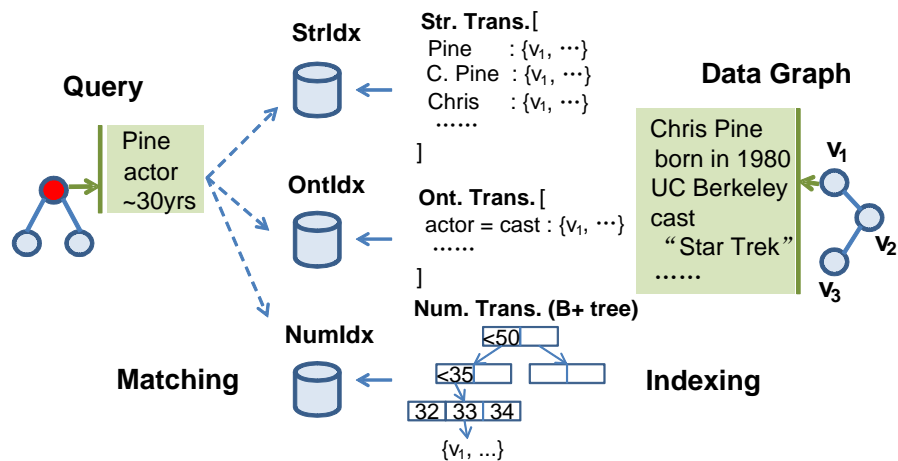 StrIdx
Str. Trans.[
Pine : {v1, ⋯}
C. Pine : {v1, ⋯}
Chris : {v1, ⋯}
⋯⋯
]
Query
Pine
actor
~30yrs
Data Graph
Chris Pine
born in 1980
UC Berkeley
cast
“Star Trek”
⋯⋯
v1
v2
v3
OntIdx
Ont. Trans.[
actor = cast : {v1, ⋯}
⋯⋯
]
Num. Trans. (B+ tree)
NumIdx
<50
<35
32 33 34
{v1, ...}
Matching
Indexing